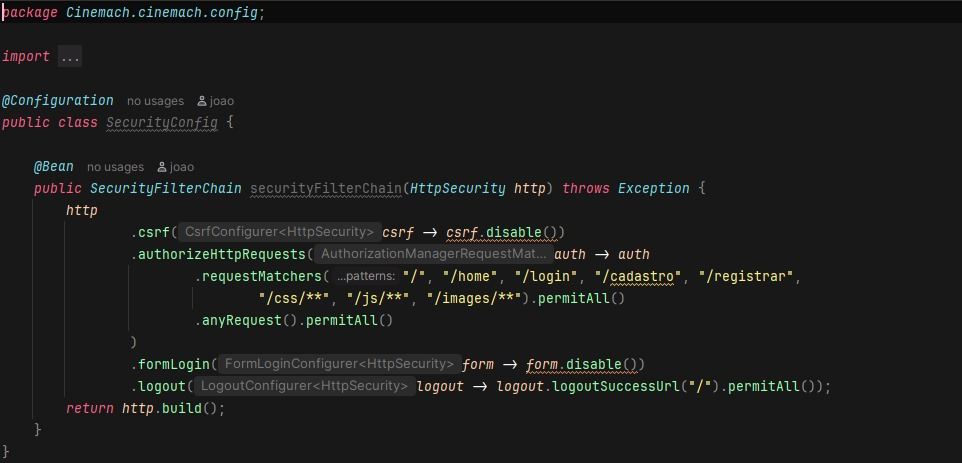 package Cinemach.cinemach.config;
import ...
@Configuration no usages joao
public class SecurityConfig {
@Bean no usages joao
public SecurityFilterChain securityFilterChain(HttpSecurity http) throws Exception {
http
.csrf( CsrfConfigurer<HttpSecurity> csrf → csrf.disable())
.authorizeHttpRequests( AuthorizationManagerRequestMat... auth → auth
.requestMatchers( ...patterns: "/", "/home", "/login", "/cadastro", "/registrar",
"/css/**", "/js/**", "/images/**").permitAll()
.anyRequest().permitAll()
)
.formLogin( FormLoginConfigurer<HttpSecurity> form → form.disable())
.logout( LogoutConfigurer<HttpSecurity> logout → logout.logoutSuccessUrl("/").permitAll());
return http.build();
}
}